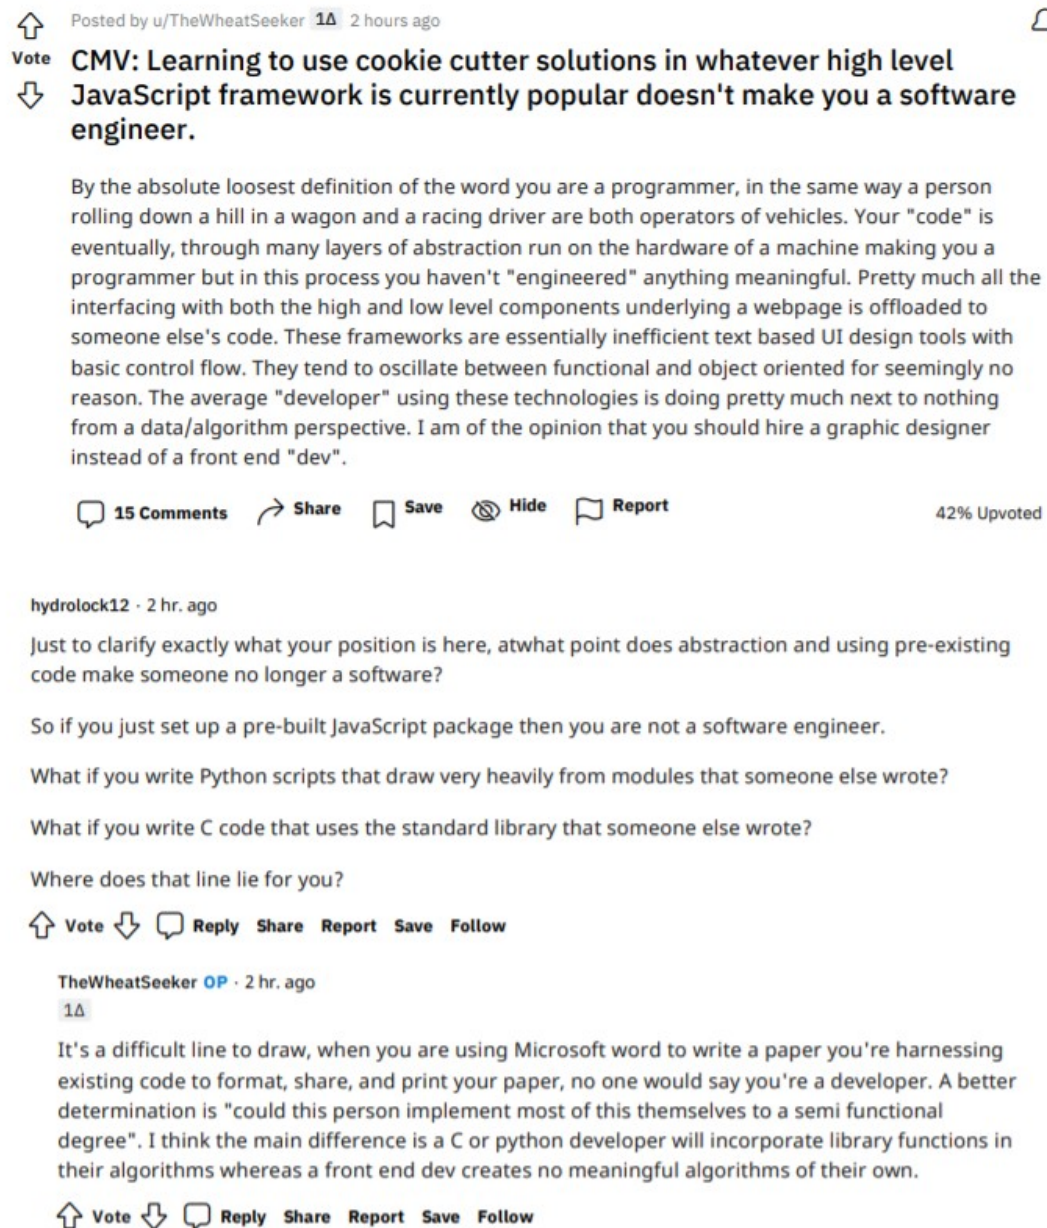 Posted by u/TheWheatSeeker 1Δ 2 hours ago
Vote
CMV: Learning to use cookie cutter solutions in whatever high level
JavaScript framework is currently popular doesn't make you a software
engineer.
By the absolute loosest definition of the word you are a programmer, in the same way a person
rolling down a hill in a wagon and a racing driver are both operators of vehicles. Your "code" is
eventually, through many layers of abstraction run on the hardware of a machine making you a
programmer but in this process you haven't "engineered" anything meaningful. Pretty much all the
interfacing with both the high and low level components underlying a webpage is offloaded to
someone else's code. These frameworks are essentially inefficient text based UI design tools with
basic control flow. They tend to oscillate between functional and object oriented for seemingly no
reason. The average "developer" using these technologies is doing pretty much next to nothing
from a data/algorithm perspective. I am of the opinion that you should hire a graphic designer
instead of a front end "dev".
15 Comments Share Save Hide Report 42% Upvoted
hydrolock12 · 2 hr. ago
Just to clarify exactly what your position is here, atwhat point does abstraction and using pre-existing
code make someone no longer a software?
So if you just set up a pre-built JavaScript package then you are not a software engineer.
What if you write Python scripts that draw very heavily from modules that someone else wrote?
What if you write C code that uses the standard library that someone else wrote?
Where does that line lie for you?
Vote Reply Share Report Save Follow
TheWheatSeeker OP · 2 hr. ago
1Δ
It's a difficult line to draw, when you are using Microsoft word to write a paper you're harnessing
existing code to format, share, and print your paper, no one would say you're a developer. A better
determination is "could this person implement most of this themselves to a semi functional
degree". I think the main difference is a C or python developer will incorporate library functions in
their algorithms whereas a front end dev creates no meaningful algorithms of their own.
Vote Reply Share Report Save Follow